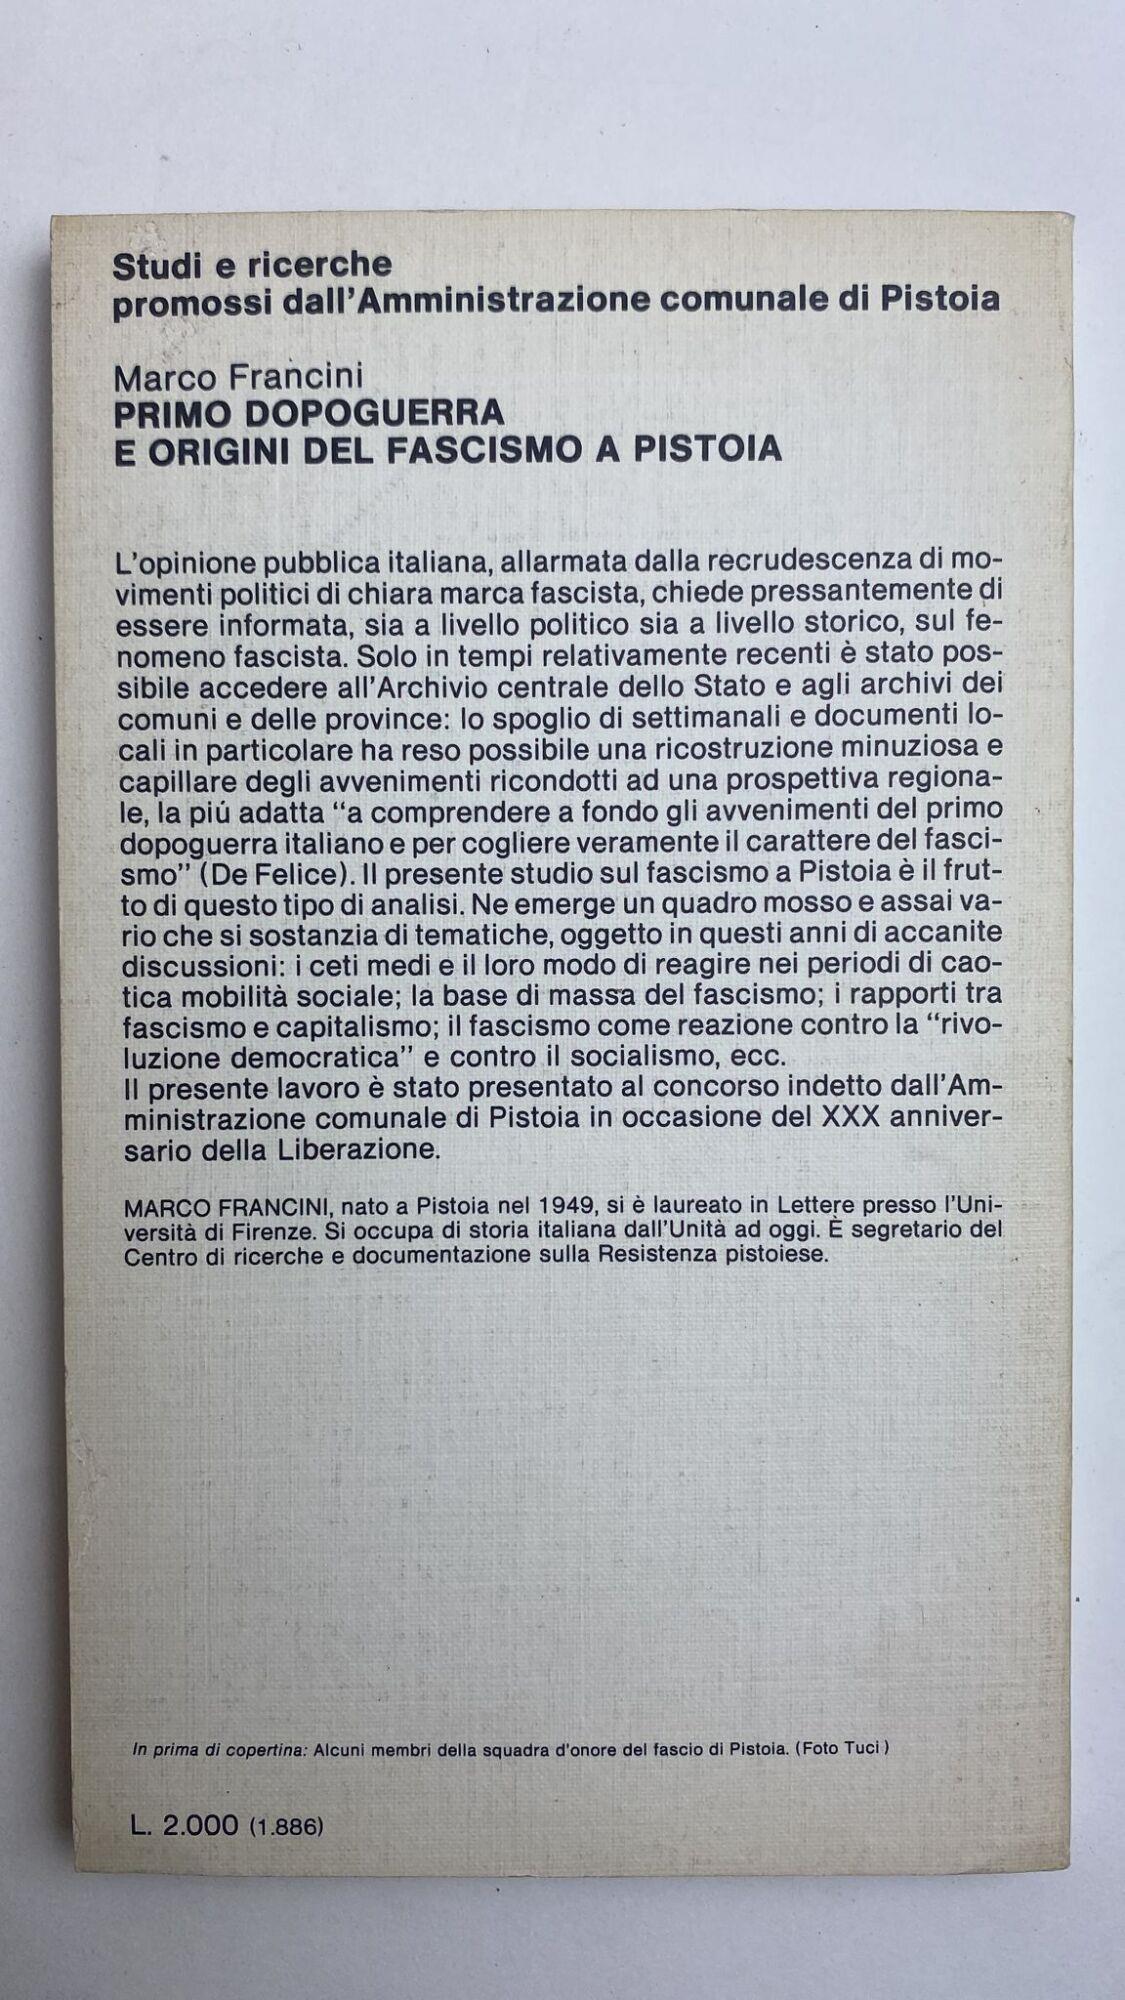 Studi e ricerche
promossi dall'Amministrazione comunale di Pistoia
Marco Francini
PRIMO DOPOGUERRA
E ORIGINI DEL FASCISMO A PISTOIA
L'opinione pubblica italiana, allarmata dalla recrudescenza di mo-
vimenti politici di chiara marca fascista, chiede pressantemente di
essere informata, sia a livello politico sia a livello storico, sul fe-
nomeno fascista. Solo in tempi relativamente recenti è stato pos-
sibile accedere all'Archivio centrale dello Stato e agli archivi dei
comuni e delle province: lo spoglio di settimanali e documenti lo-
cali in particolare ha reso possibile una ricostruzione minuziosa e
capillare degli avvenimenti ricondotti ad una prospettiva regiona-
le, la piú adatta "a comprendere a fondo gli avvenimenti del primo
dopoguerra italiano e per cogliere veramente il carattere del fasci-
smo" (De Felice). Il presente studio sul fascismo a Pistoia è il frut-
to di questo tipo di analisi. Ne emerge un quadro mosso e assai va-
rio che si sostanzia di tematiche, oggetto in questi anni di accanite
discussioni: i ceti medi e il loro modo di reagire nei periodi di cao-
tica mobilità sociale; la base di massa del fascismo; i rapporti tra
fascismo e capitalismo; il fascismo come reazione contro la "rivo-
luzione democratica" e contro il socialismo, ecc.
Il presente lavoro è stato presentato al concorso indetto dall'Am-
ministrazione comunale di Pistoia in occasione del XXX anniver-
sario della Liberazione.
MARCO FRANCINI, nato a Pistoia nel 1949, si è laureato in Lettere presso l'Uni-
versità di Firenze. Si occupa di storia italiana dall'Unità ad oggi. È segretario del
Centro di ricerche e documentazione sulla Resistenza pistoiese.
In prima di copertina: Alcuni membri della squadra d'onore del fascio di Pistoia. (Foto Tuci)
L. 2.000 (1.886)